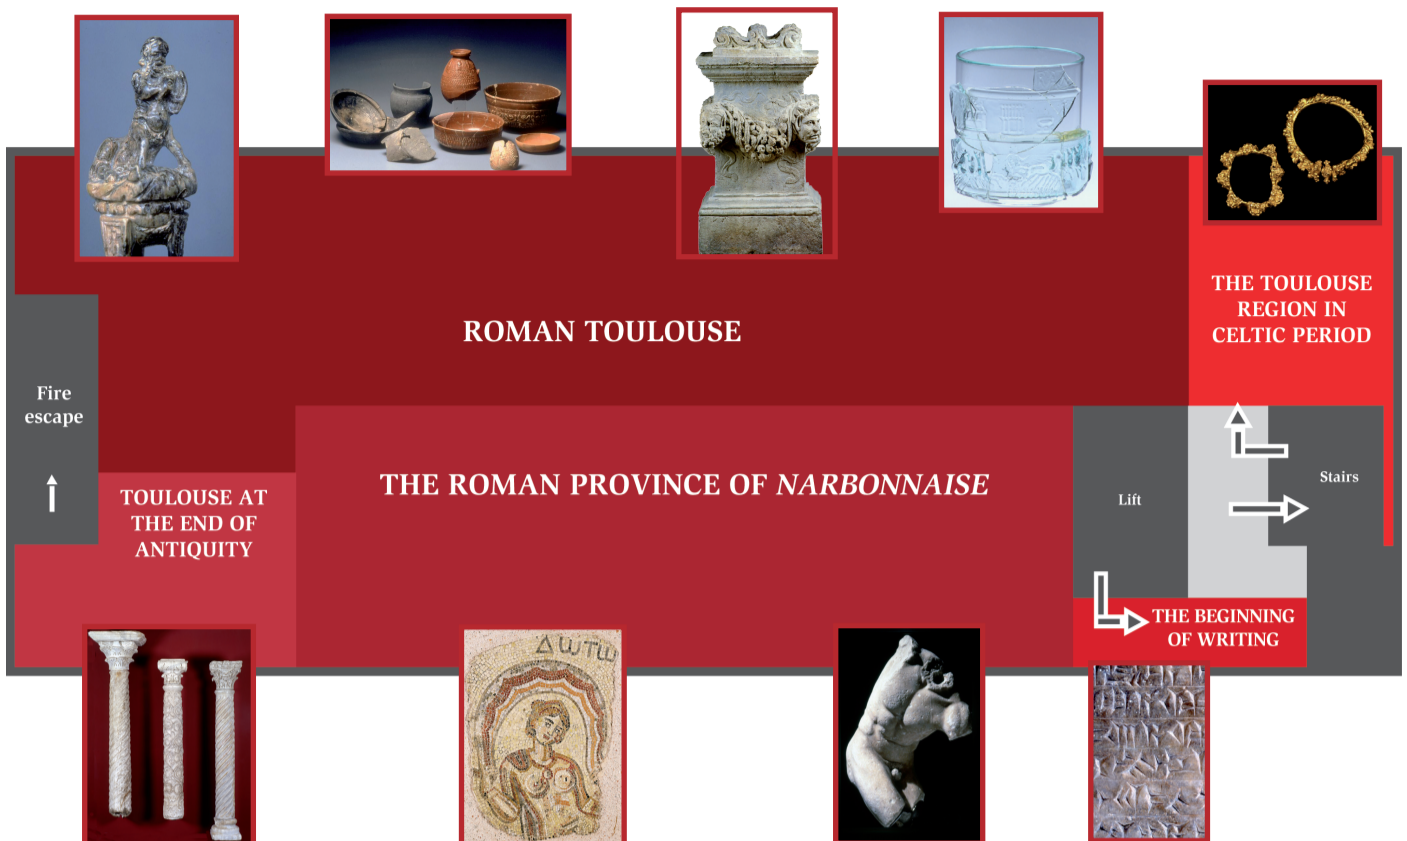 THE TOULOUSE
REGION IN
CELTIC PERIOD
ROMAN TOULOUSE
Fire
escape
THE ROMAN PROVINCE OF NARBONNAISE
Stairs
Lift
TOULOUSE AT
THE END OF
ANTIQUITY
THE BEGINNING
OF WRITING
ΔѠΤѠ